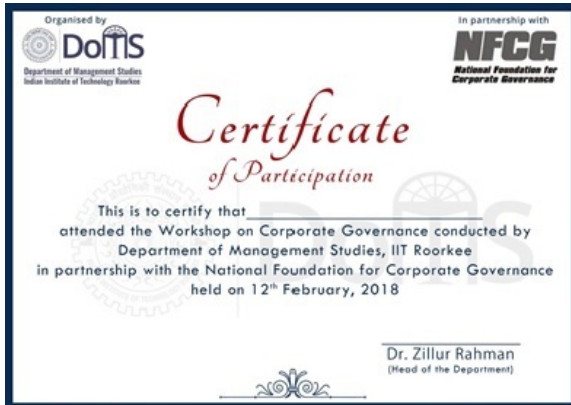 Organised by
DoMS
Department of Management Studies
Indian Institute of Technology Roorkee
In partnership with
NFCG
National Foundation for
Corporate Governance
Certificate
of Participation
This is to certify that
attended the Workshop on Corporate Governance conducted by
Department of Management Studies, IIT Roorkee
in partnership with the National Foundation for Corporate Governance
held on 12th February, 2018
Dr. Zillur Rahman
(Head of the Department)
DoMS